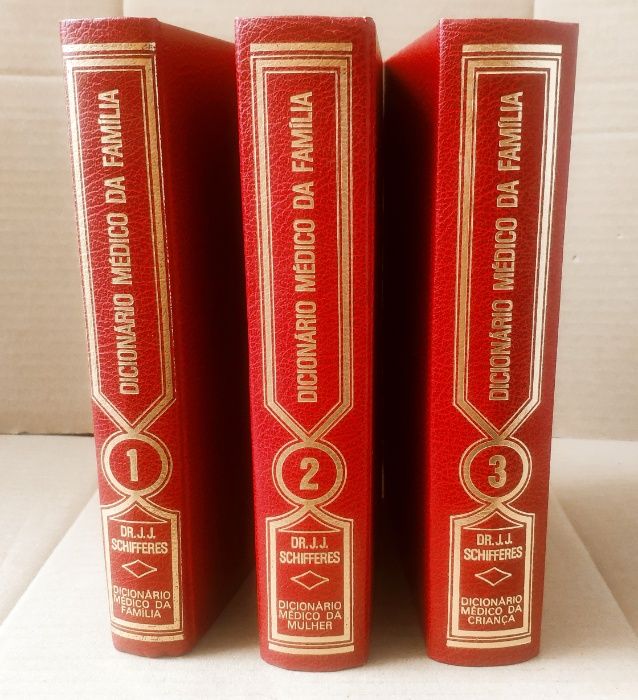 DICIONÁRIO MÉDICO DA FAMÍLIA
1
DR.J.J.
SCHIFFERES
DICIONÁRIO
MÉDICO DA
FAMÍLIA
DICIONÁRIO MÉDICO DA FAMÍLIA
2
DR.J.J.
SCHIFFERES
DICIONÁRIO
MÉDICO DA
MULHER
DICIONÁRIO MÉDICO DA FAMÍLIA
3
DR.J.J.
SCHIFFERES
DICIONÁRIO
MÉDICO DA
CRIANÇA